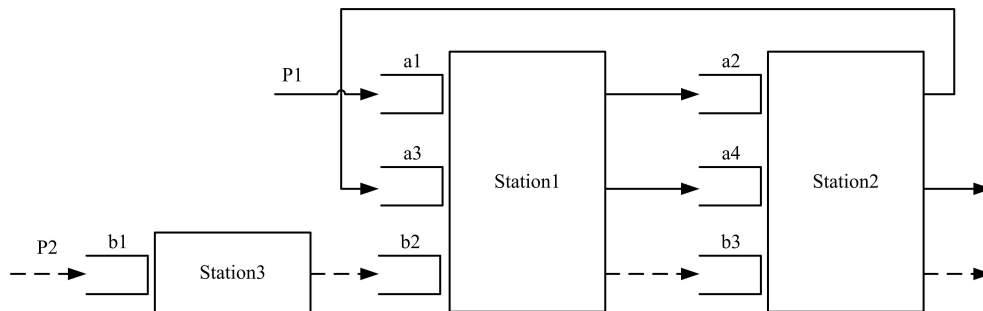 a1
a2
P1
a3
a4
Station1
Station2
P2
b1
b2
b3
Station3